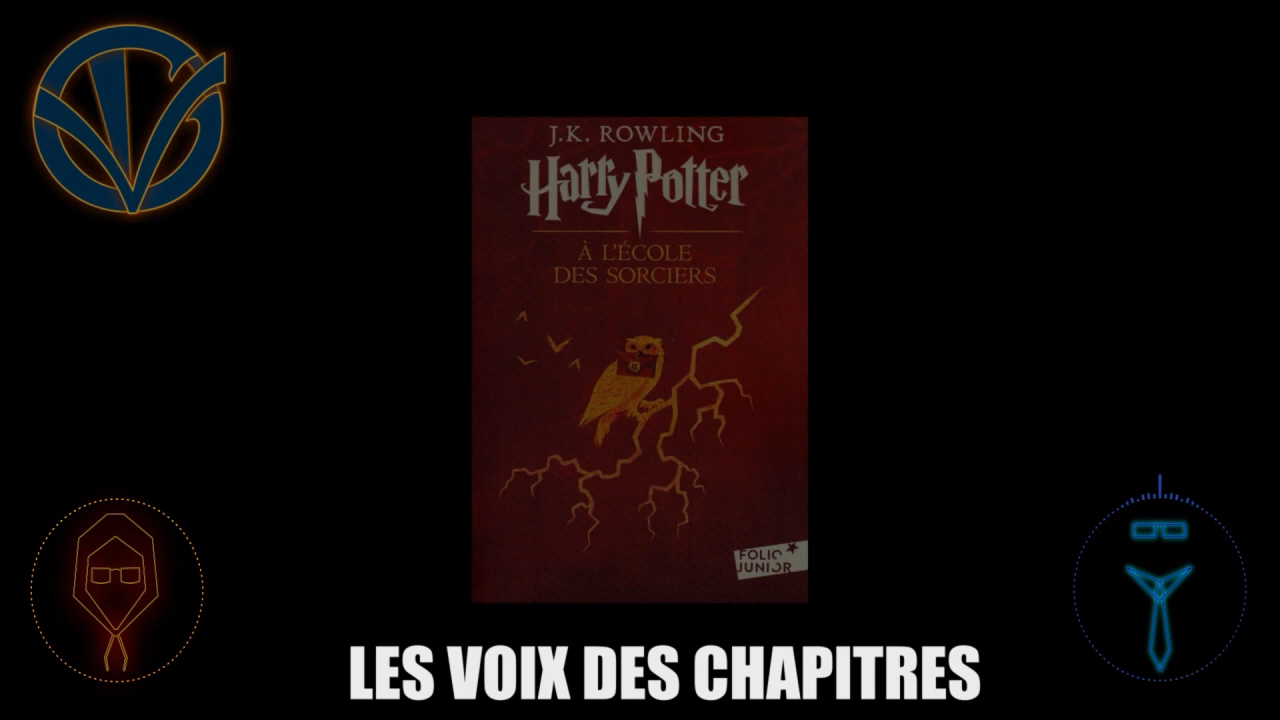 J.K. ROWLING
Harry Potter
À L'ÉCOLE
DES SORCIERS
FOLIO
JUNIOR
LES VOIX DES CHAPITRES